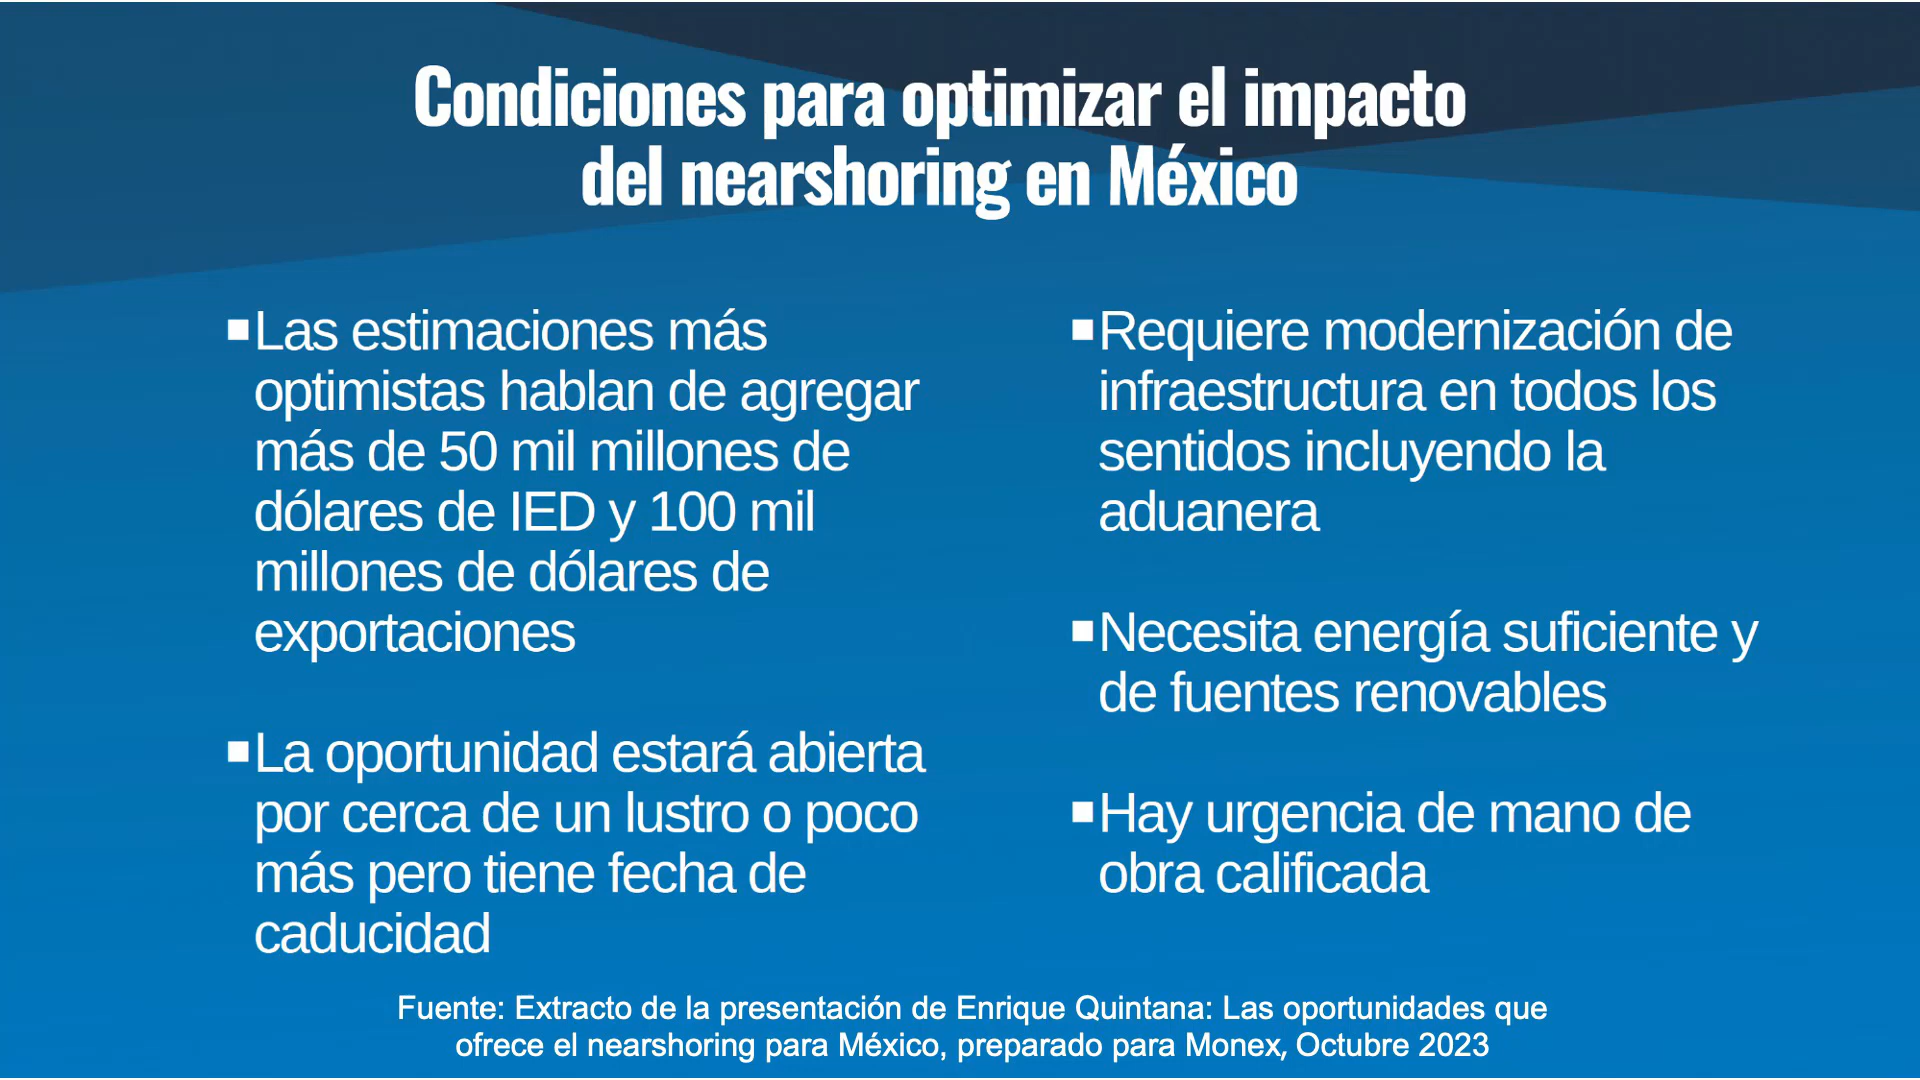 Condiciones para optimizar el impacto
del nearshoring en México
▪Las estimaciones más
optimistas hablan de agregar
más de 50 mil millones de
dólares de IED y 100 mil
millones de dólares de
exportaciones
▪La oportunidad estará abierta
por cerca de un lustro o poco
más pero tiene fecha de
caducidad
▪Requiere modernización de
infraestructura en todos los
sentidos incluyendo la
aduanera
▪Necesita energía suficiente y
de fuentes renovables
▪Hay urgencia de mano de
obra calificada
Fuente: Extracto de la presentación de Enrique Quintana: Las oportunidades que
ofrece el nearshoring para México, preparado para Monex, Octubre 2023